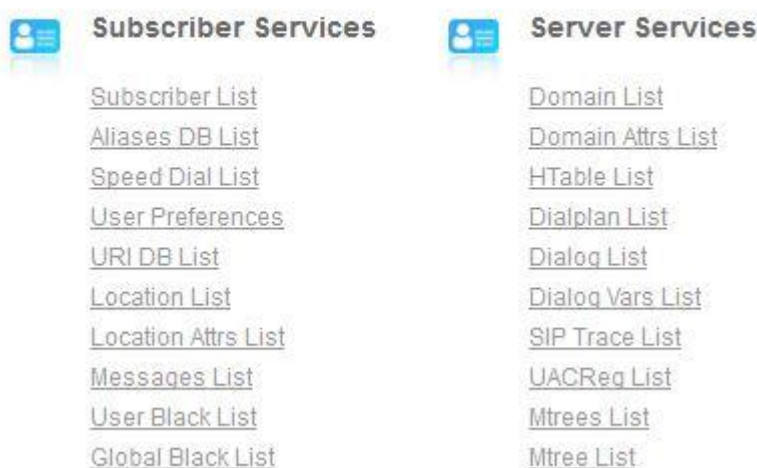 Subscriber Services
Subscriber List
Aliases DB List
Speed Dial List
User Preferences
URI DB List
Location List
Location Attrs List
Messages List
User Black List
Global Black List
Server Services
Domain List
Domain Attrs List
HTable List
Dialplan List
Dialog List
Dialog Vars List
SIP Trace List
UACReg List
Mtrees List
Mtree List